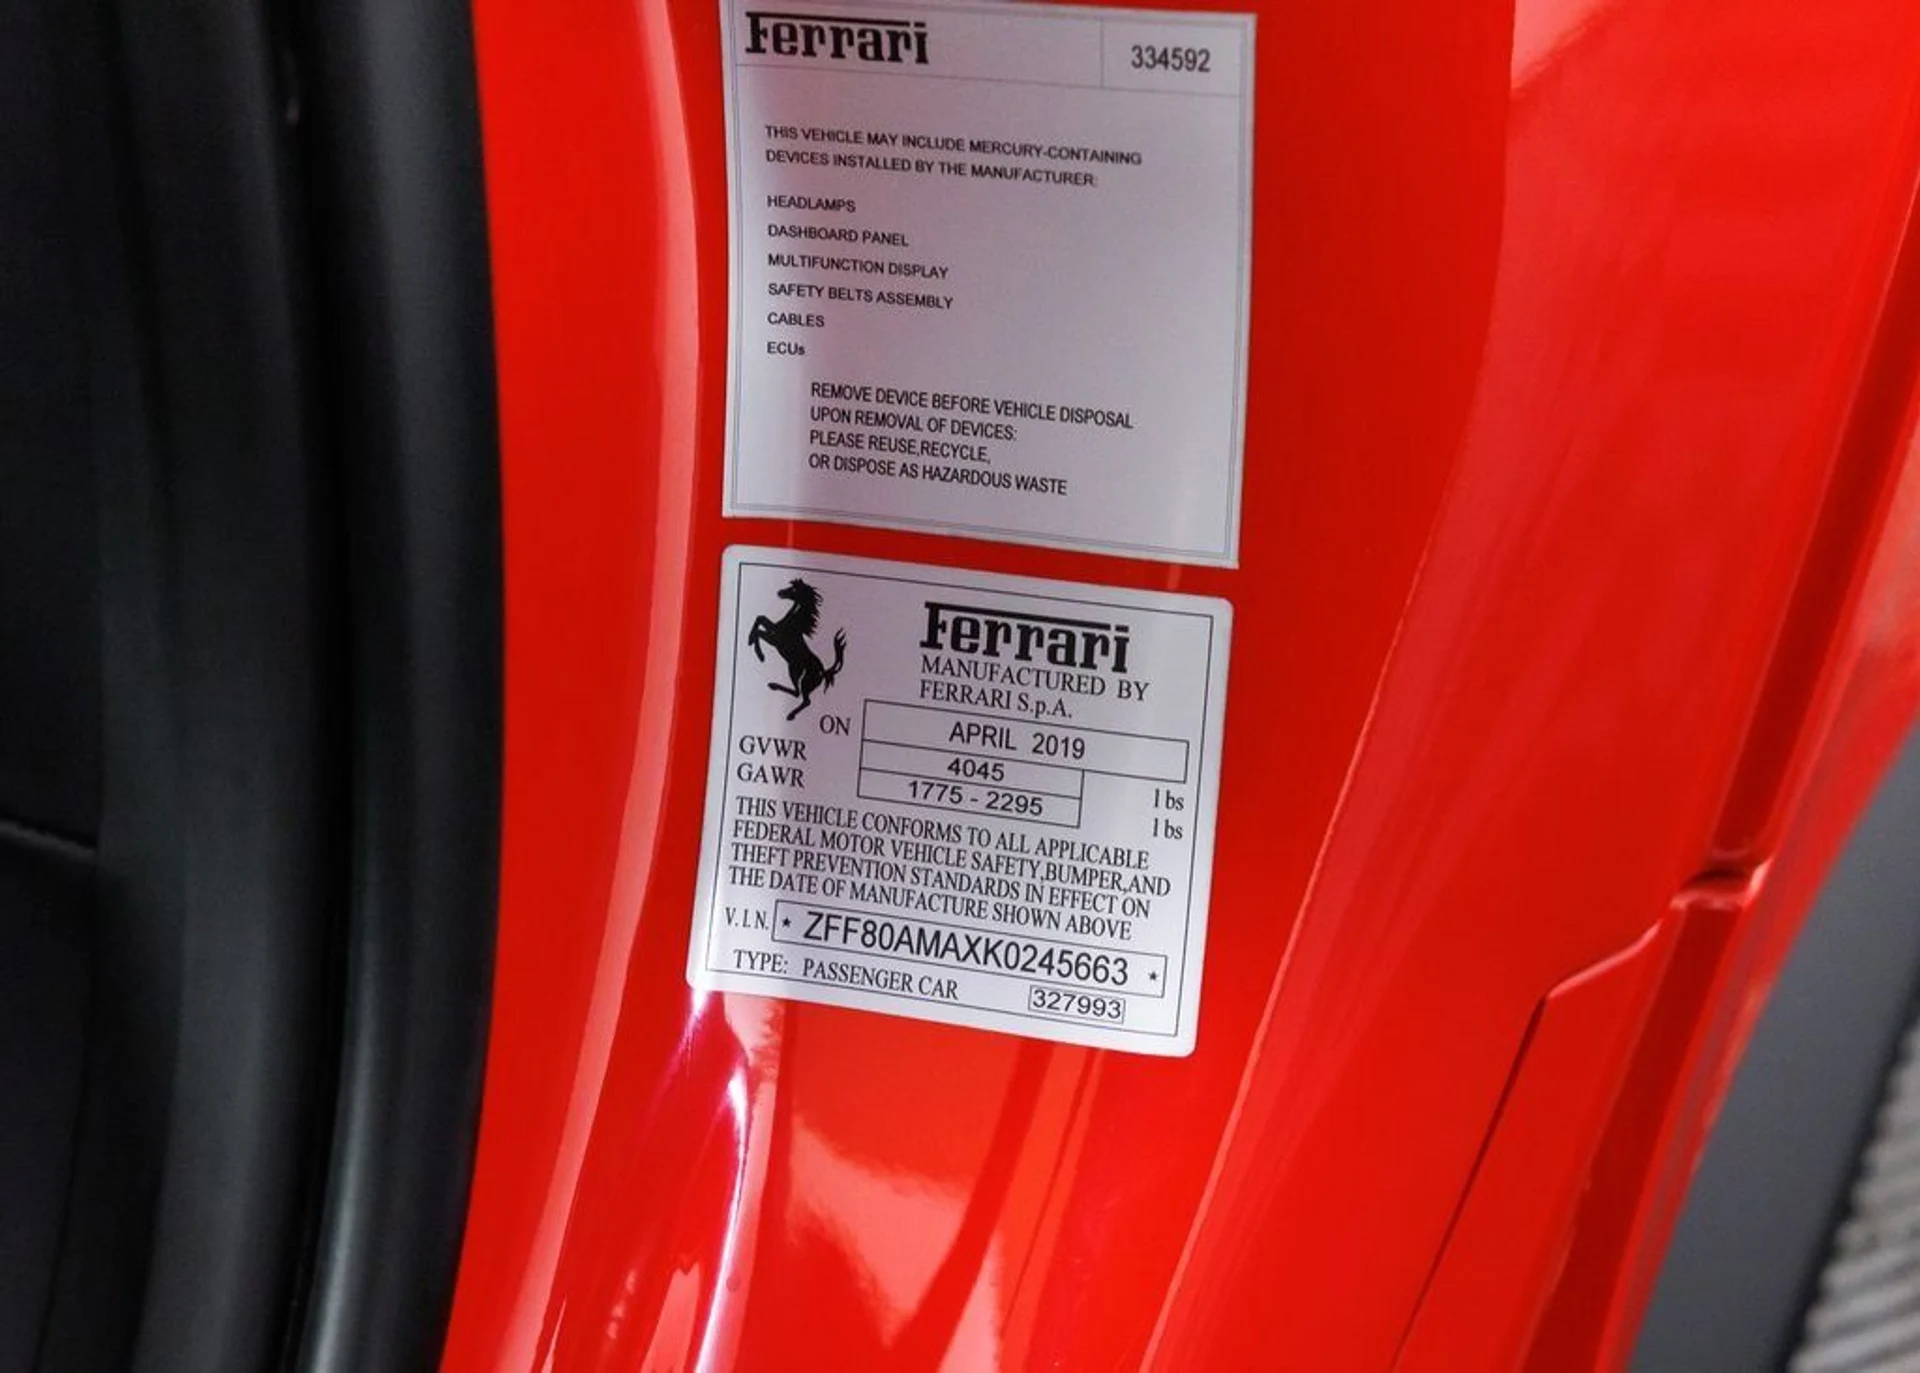 Ferrari 334592
THIS VEHICLE MAY INCLUDE MERCURY-CONTAINING
DEVICES INSTALLED BY THE MANUFACTURER:
HEADLAMPS
DASHBOARD PANEL
MULTIFUNCTION DISPLAY
SAFETY BELTS ASSEMBLY
CABLES
ECUs
REMOVE DEVICE BEFORE VEHICLE DISPOSAL
UPON REMOVAL OF DEVICES:
PLEASE REUSE,RECYCLE,
OR DISPOSE AS HAZARDOUS WASTE
Ferrari
MANUFACTURED BY
FERRARI S.p.A.
ON APRIL 2019
GVWR 4045 lbs
GAWR 1775 - 2295 lbs
THIS VEHICLE CONFORMS TO ALL APPLICABLE
FEDERAL MOTOR VEHICLE SAFETY,BUMPER,AND
THEFT PREVENTION STANDARDS IN EFFECT ON
THE DATE OF MANUFACTURE SHOWN ABOVE
V.I.N. * ZFF80AMAXK0245663 *
TYPE: PASSENGER CAR 327993